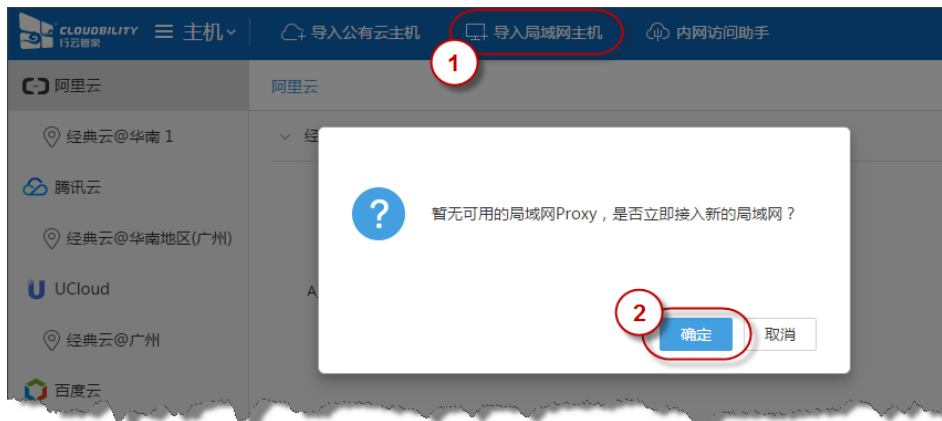 CLOUDBILITY
行云管家
主机
导入公有云主机
导入局域网主机
内网访问助手
1
阿里云
阿里云
经典云@华南 1
经
腾讯云
暂无可用的局域网Proxy，是否立即接入新的局域网？
经典云@华南地区(广州)
UCloud
A
2
确定
取消
经典云@广州
百度云